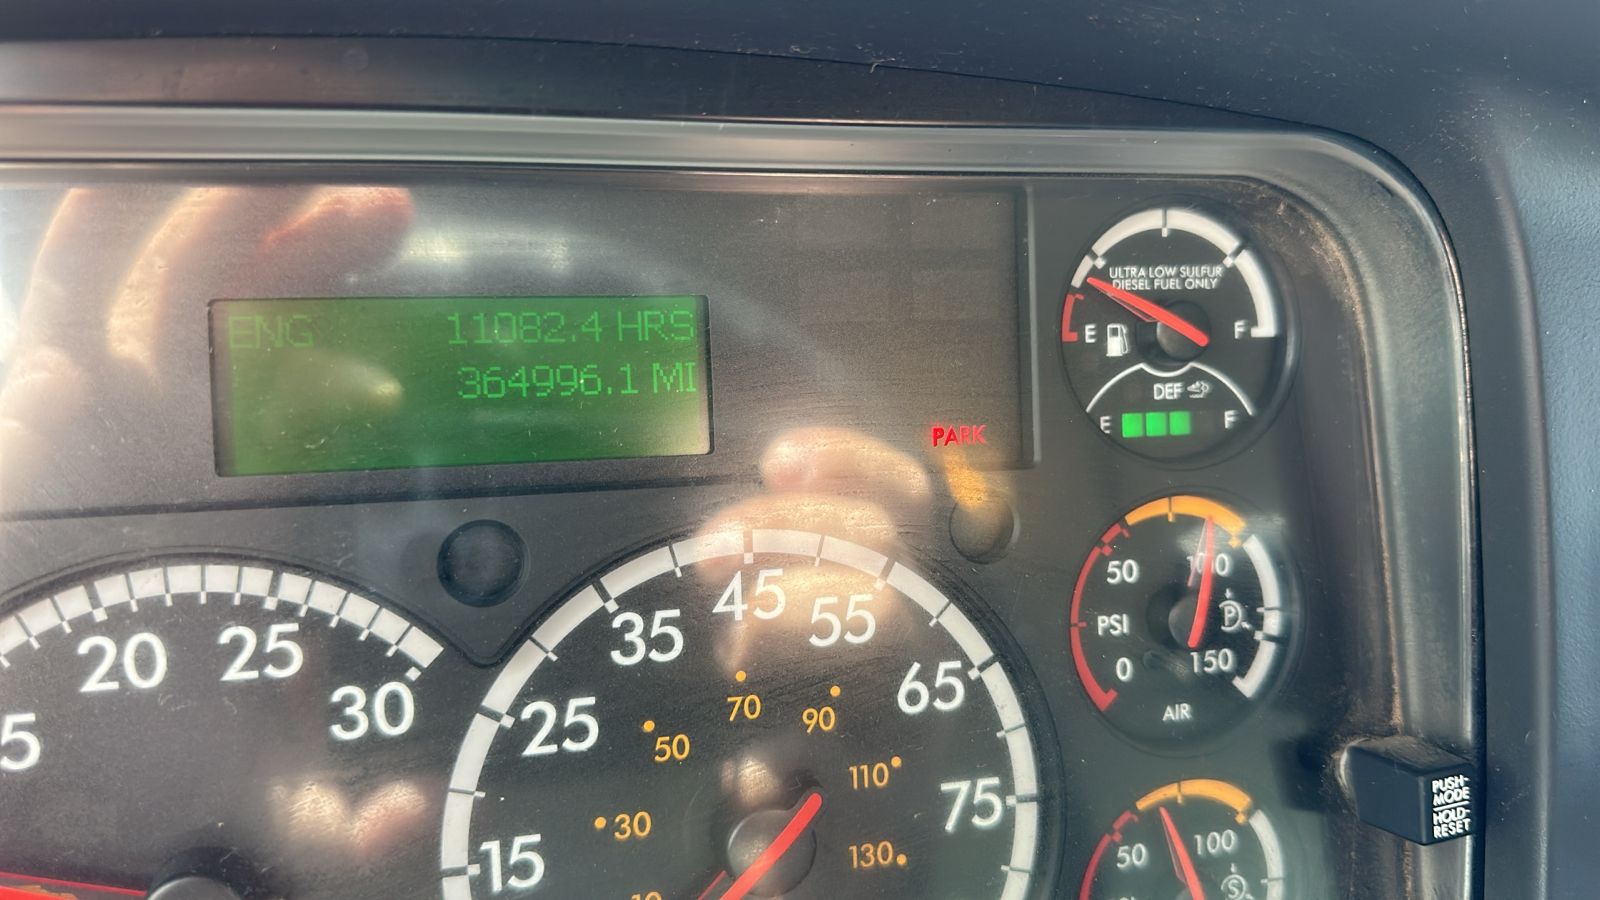 ENG 11082.4 HRS
364996.1 MI
PARK
ULTRA LOW SULFUR
DIESEL FUEL ONLY
E F
DEF
E F
50 100
PSI P
0 150
AIR
20 25 30
15 25 35 45 55 65 75
30 50 70 90 110 130
PUSH-
MODE
HOLD-
RESET
50 100
S